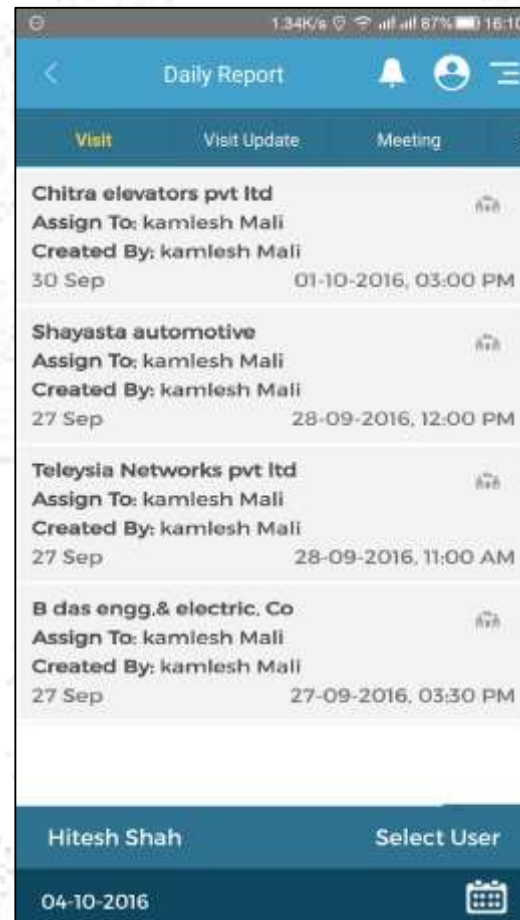 1.34K/s 87% 16:10
Daily Report
Visit Visit Update Meeting
Chitra elevators pvt ltd
Assign To: kamlesh Mali
Created By: kamlesh Mali
30 Sep 01-10-2016, 03:00 PM
Shayasta automotive
Assign To: kamlesh Mali
Created By: kamlesh Mali
27 Sep 28-09-2016, 12:00 PM
Teleysia Networks pvt ltd
Assign To: kamlesh Mali
Created By: kamlesh Mali
27 Sep 28-09-2016, 11:00 AM
B das engg.& electric. Co
Assign To: kamlesh Mali
Created By: kamlesh Mali
27 Sep 27-09-2016, 03:30 PM
Hitesh Shah Select User
04-10-2016